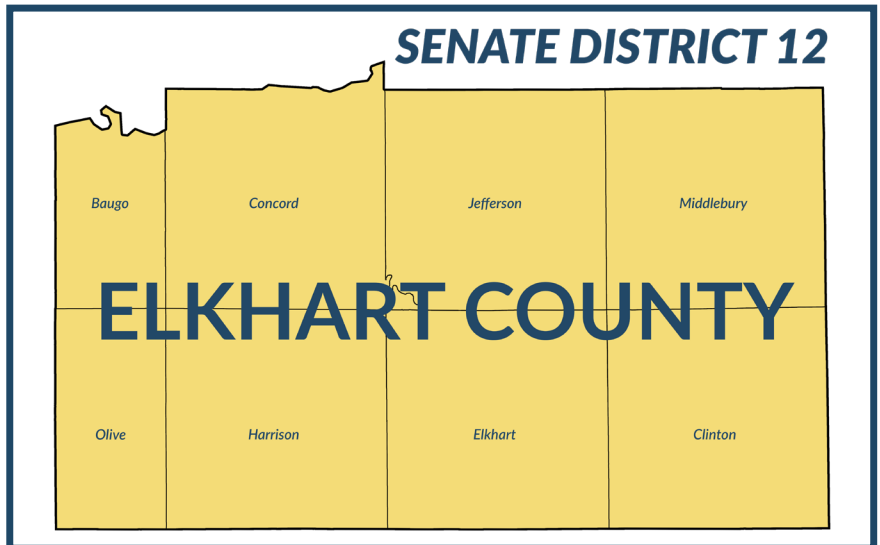 SENATE DISTRICT 12
Baugo Concord Jefferson Middlebury
ELKHART COUNTY
Olive Harrison Elkhart Clinton